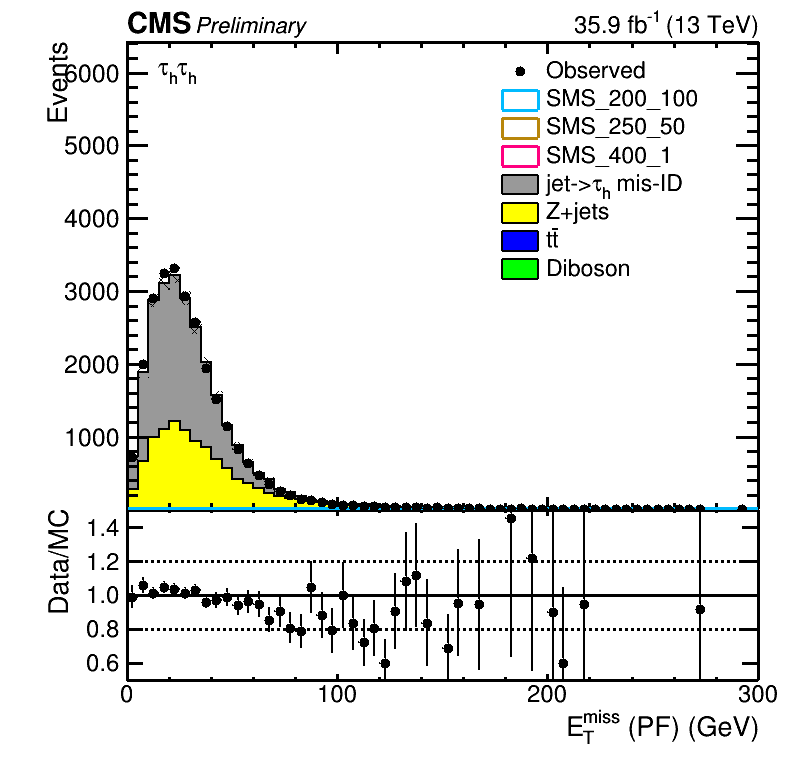 CMS Preliminary 35.9 fb⁻¹ (13 TeV)
Events
τₕτₕ
Observed
SMS_200_100
SMS_250_50
SMS_400_1
jet->τₕ mis-ID
Z+jets
tt̄
Diboson
6000
5000
4000
3000
2000
1000
Data/MC
1.4
1.2
1.0
0.8
0.6
0 100 200 300
E_T^miss (PF) (GeV)